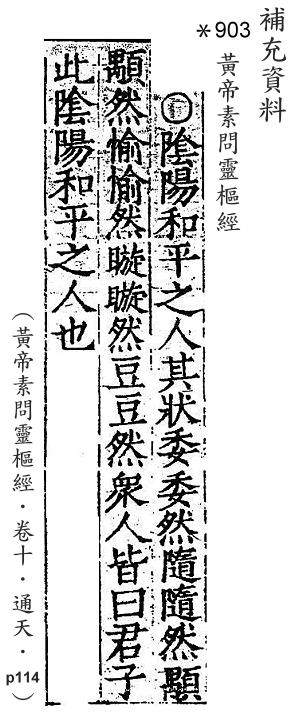 補充資料
＊903
黃帝素問靈樞經
○陰陽和平之人其狀委委然隨隨然顒
顒然愉愉然䁢䁢然豆豆然衆人皆曰君子
此陰陽和平之人也
（黃帝素問靈樞經．卷十．通天．p114）